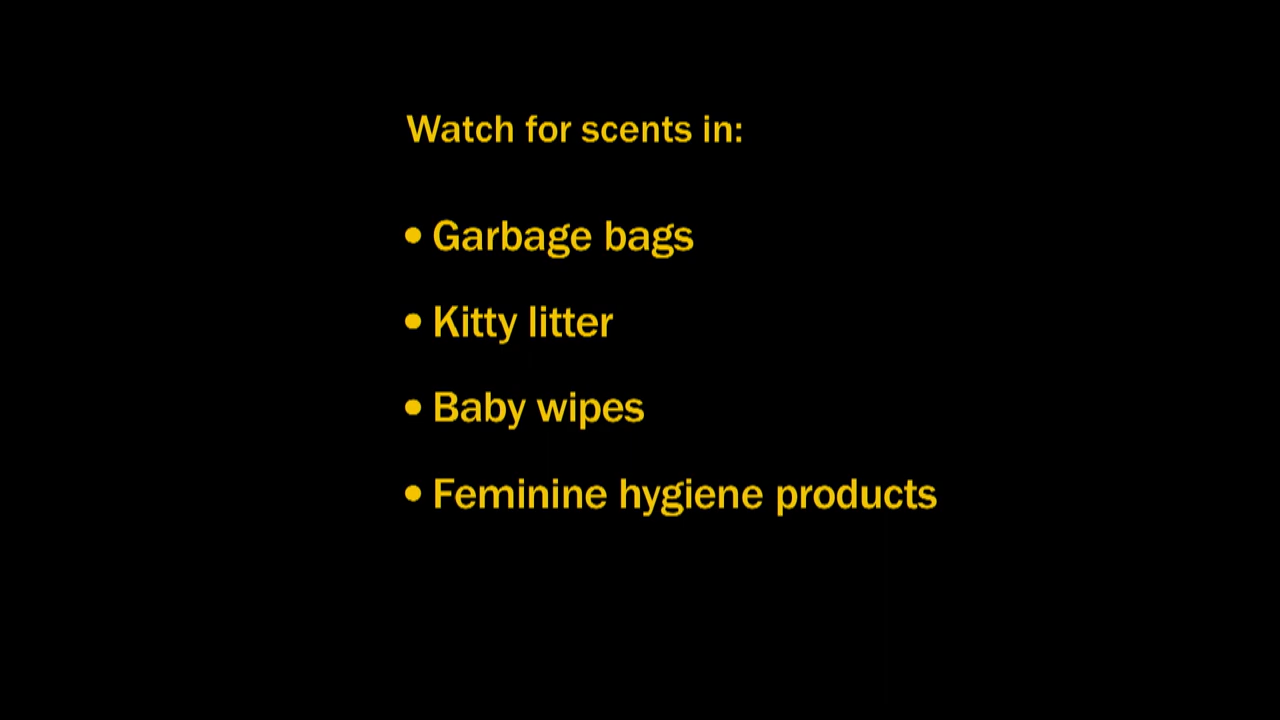 Watch for scents in:
• Garbage bags
• Kitty litter
• Baby wipes
• Feminine hygiene products